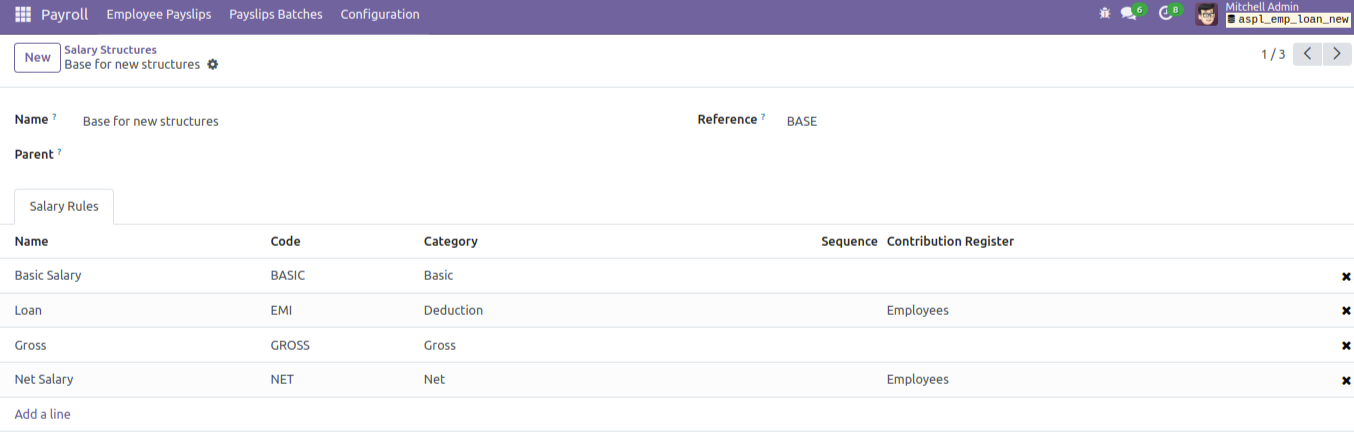 Payroll Employee Payslips Payslips Batches Configuration 6 8 Mitchell Admin
aspl_emp_loan_new
New Salary Structures
Base for new structures
1 / 3
Name ? Base for new structures Reference ? BASE
Parent ?
Salary Rules
Name Code Category Sequence Contribution Register
Basic Salary BASIC Basic
Loan EMI Deduction Employees
Gross GROSS Gross
Net Salary NET Net Employees
Add a line